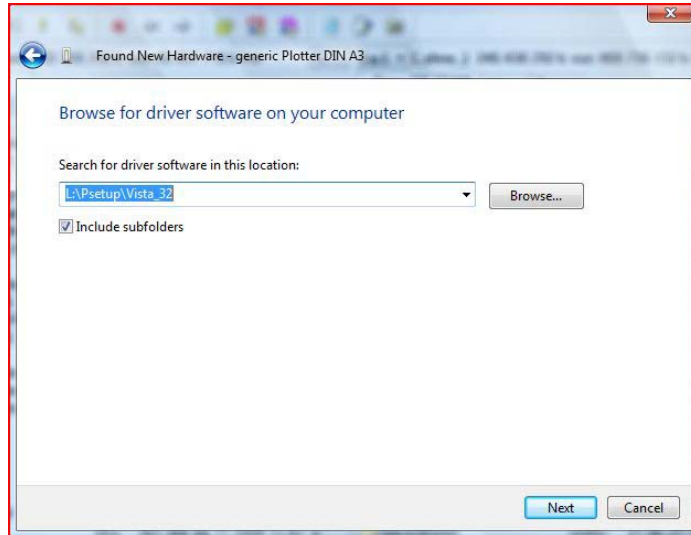 Found New Hardware - generic Plotter DIN A3
Browse for driver software on your computer
Search for driver software in this location:
L:\Psetup\Vista_32
Browse...
Include subfolders
Next
Cancel